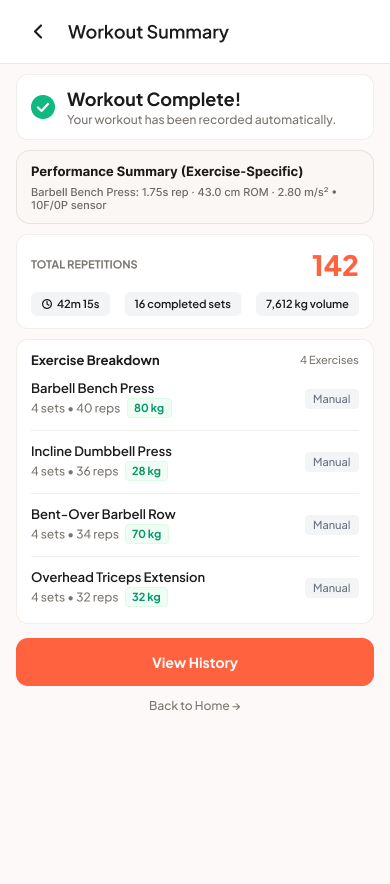 Workout Summary
Workout Complete!
Your workout has been recorded automatically.
Performance Summary (Exercise-Specific)
Barbell Bench Press: 1.75s rep · 43.0 cm ROM · 2.80 m/s² •
10F/0P sensor
TOTAL REPETITIONS
142
42m 15s
16 completed sets
7,612 kg volume
Exercise Breakdown
4 Exercises
Barbell Bench Press
4 sets • 40 reps 80 kg
Manual
Incline Dumbbell Press
4 sets • 36 reps 28 kg
Manual
Bent-Over Barbell Row
4 sets • 34 reps 70 kg
Manual
Overhead Triceps Extension
4 sets • 32 reps 32 kg
Manual
View History
Back to Home →